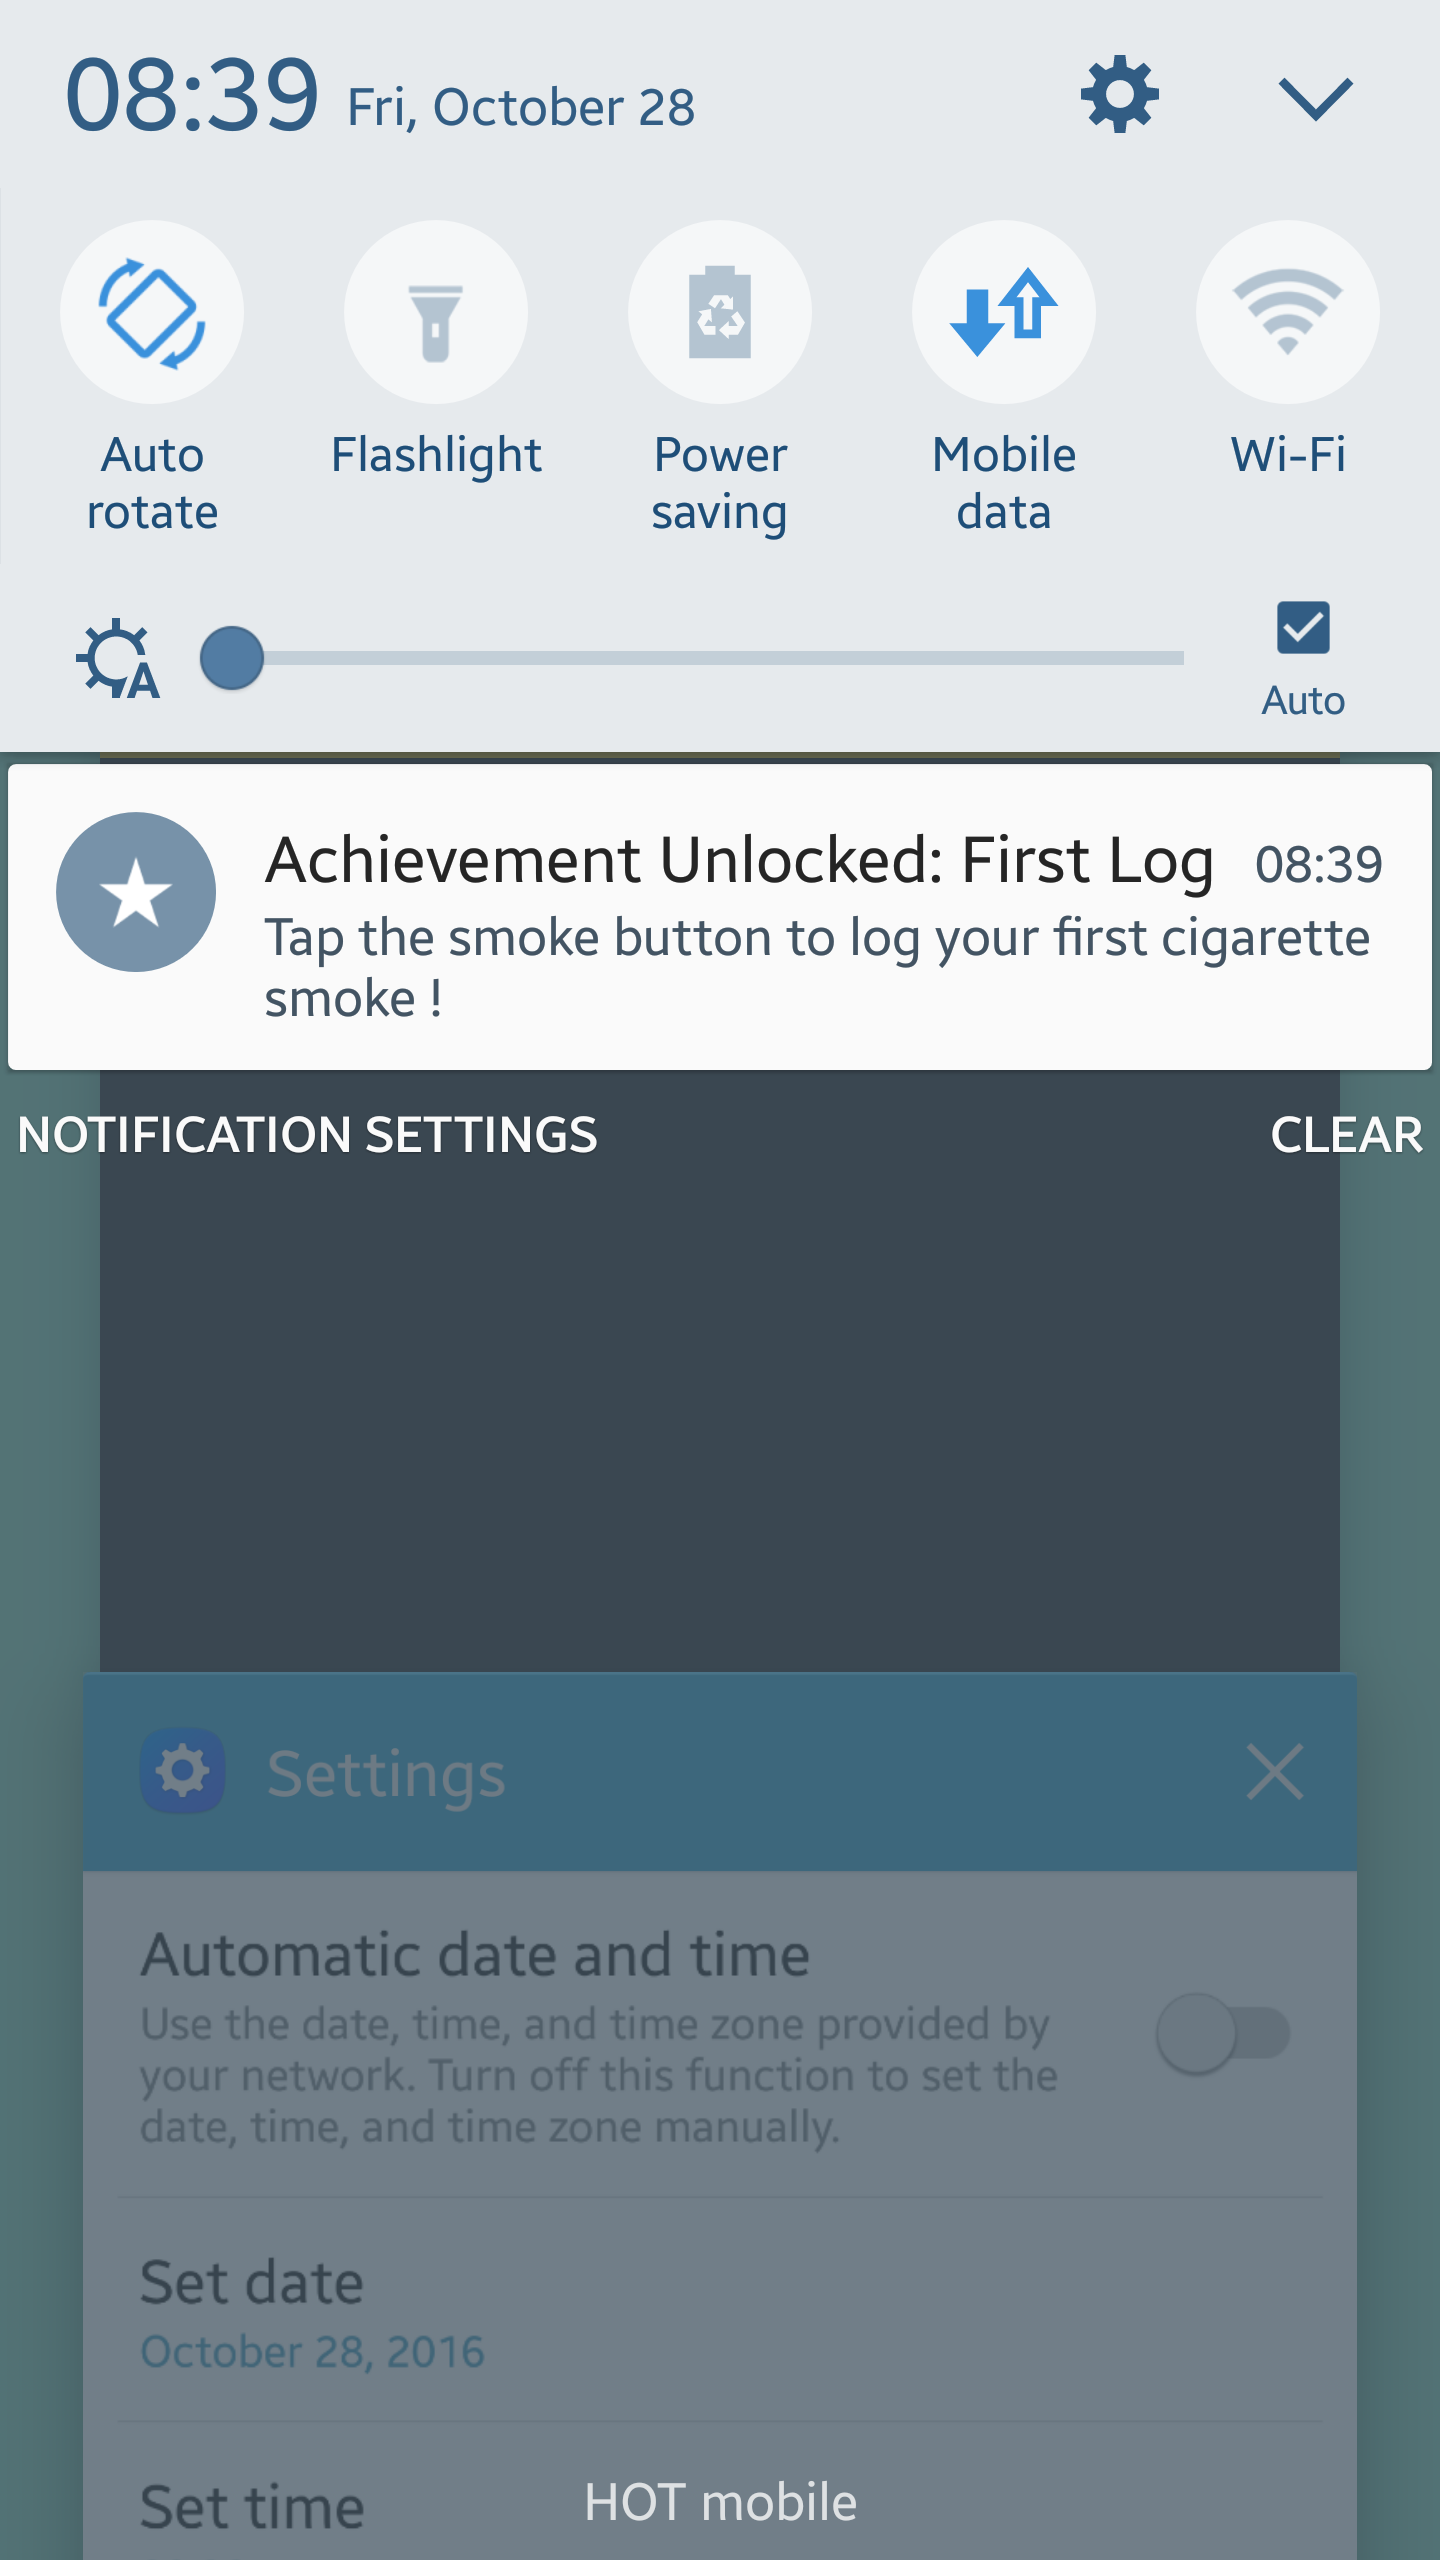 08:39 Fri, October 28
Auto
rotate
Flashlight
Power
saving
Mobile
data
Wi-Fi
A
Auto
Achievement Unlocked: First Log 08:39
Tap the smoke button to log your first cigarette
smoke !
NOTIFICATION SETTINGS CLEAR
Settings
Automatic date and time
Use the date, time, and time zone provided by
your network. Turn off this function to set the
date, time, and time zone manually.
Set date
October 28, 2016
Set time
HOT mobile